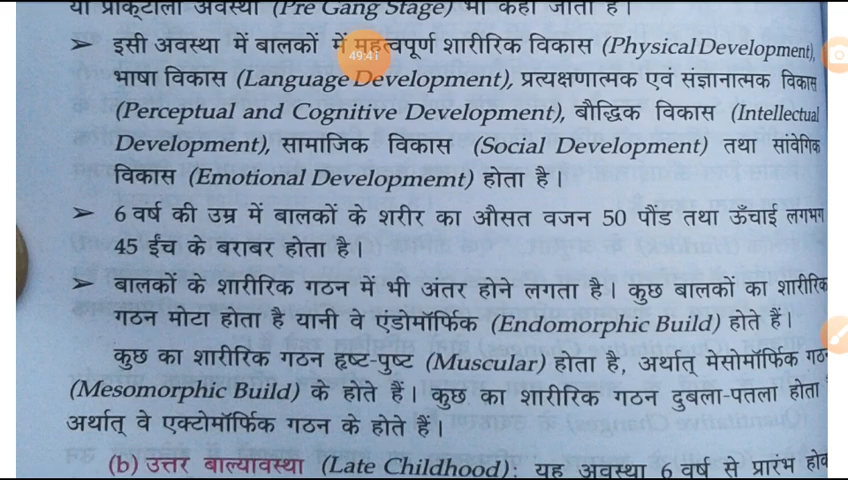 या प्राक्टोली अवस्था (Pre Gang Stage) भी कहा जाता है।
➢ इसी अवस्था में बालकों में महत्वपूर्ण शारीरिक विकास (Physical Development),
49:41
भाषा विकास (Language Development), प्रत्यक्षणात्मक एवं संज्ञानात्मक विकास
(Perceptual and Cognitive Development), बौद्धिक विकास (Intellectual
Development), सामाजिक विकास (Social Development) तथा सांवेगिक
विकास (Emotional Developmemt) होता है।
➢ 6 वर्ष की उम्र में बालकों के शरीर का औसत वजन 50 पौंड तथा ऊँचाई लगभग
45 ईंच के बराबर होता है।
➢ बालकों के शारीरिक गठन में भी अंतर होने लगता है। कुछ बालकों का शारीरिक
गठन मोटा होता है यानी वे एंडोमॉर्फिक (Endomorphic Build) होते हैं।
कुछ का शारीरिक गठन हृष्ट-पुष्ट (Muscular) होता है, अर्थात् मेसोमॉर्फिक गठन
(Mesomorphic Build) के होते हैं। कुछ का शारीरिक गठन दुबला-पतला होता
अर्थात् वे एक्टोमॉर्फिक गठन के होते हैं।
(b) उत्तर बाल्यावस्था (Late Childhood): यह अवस्था 6 वर्ष से प्रारंभ होक